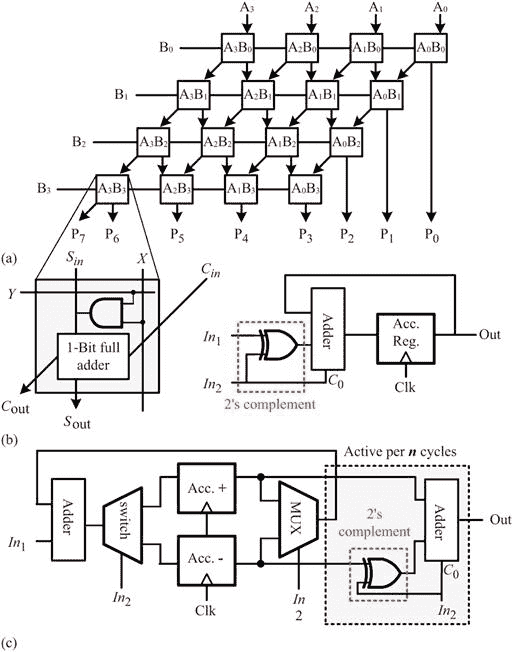 A3 A2 A1 A0
B0 A3B0 A2B0 A1B0 A0B0
B1 A3B1 A2B1 A1B1 A0B1
B2 A3B2 A2B2 A1B2 A0B2
B3 A3B3 A2B3 A1B3 A0B3
P7 P6 P5 P4 P3 P2 P1 P0
(a)
Sin X
Cin
Y
1-Bit full
adder
Cout
Sout
In1
In2
2's complement
Adder
C0
Acc.
Reg.
Clk
Out
(b)
Active per n cycles
Adder
In1
switch
In2
Acc. +
Acc. -
Clk
MUX
In
2
2's
complement
Adder
C0
In2
Out
(c)